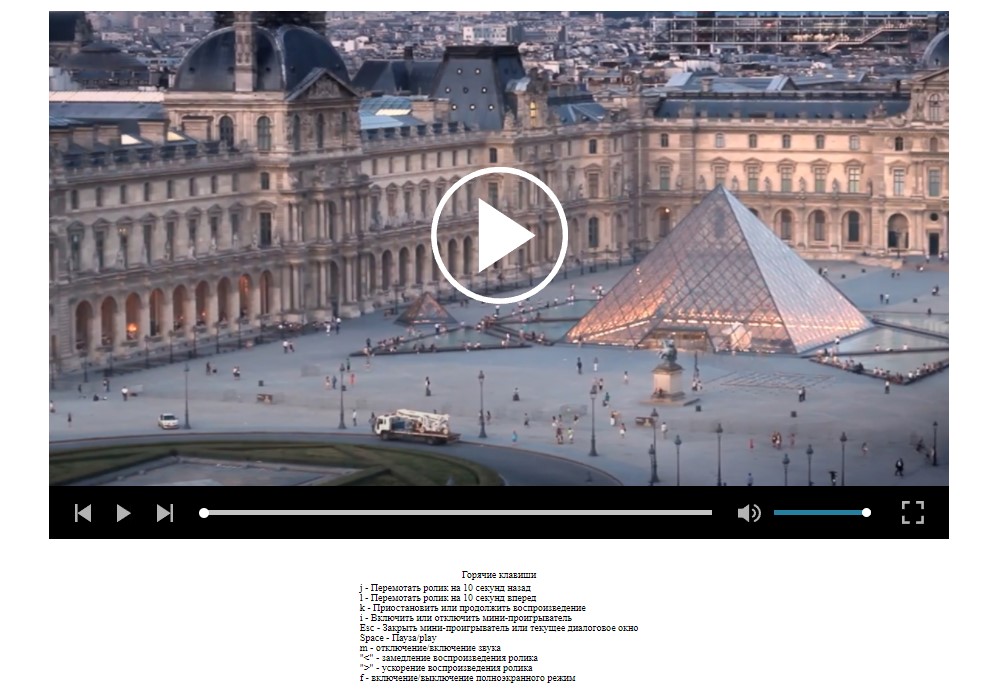 Горячие клавиши
j - Перемотать ролик на 10 секунд назад
l - Перемотать ролик на 10 секунд вперед
k - Приостановить или продолжить воспроизведение
i - Включить или отключить мини-проигрыватель
Esc - Закрыть мини-проигрыватель или текущее диалоговое окно
Space - Пауза/play
m - отключение/включение звука
"<" - замедление воспроизведения ролика
">" - ускорение воспроизведения ролика
f - включение/выключение полноэкранного режим